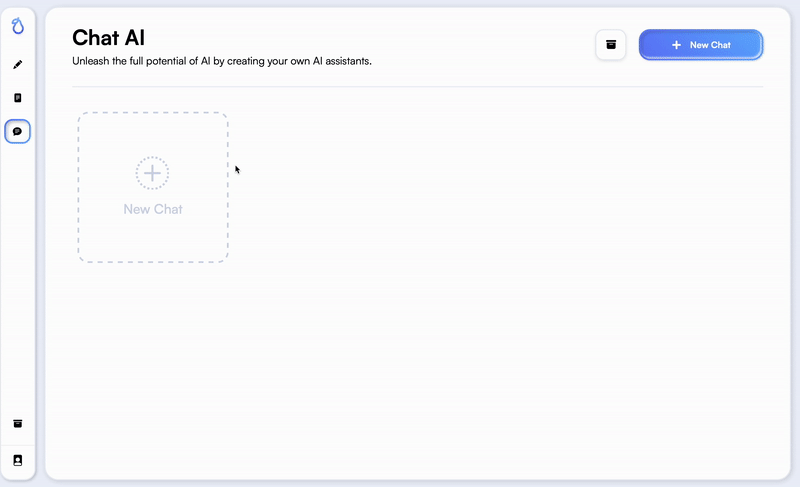 Chat AI
Unleash the full potential of AI by creating your own AI assistants.
New Chat
New Chat